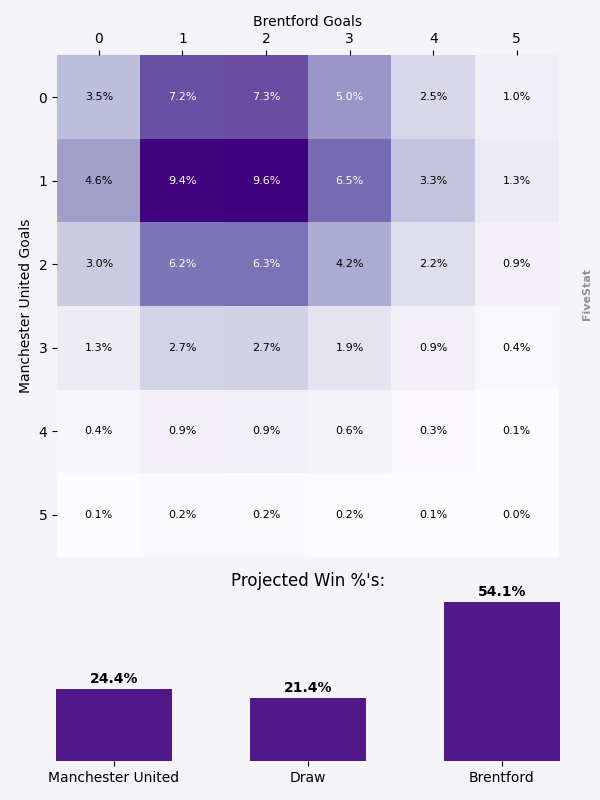 Brentford Goals
0 1 2 3 4 5
Manchester United Goals
0 3.5% 7.2% 7.3% 5.0% 2.5% 1.0%
1 4.6% 9.4% 9.6% 6.5% 3.3% 1.3%
2 3.0% 6.2% 6.3% 4.2% 2.2% 0.9%
3 1.3% 2.7% 2.7% 1.9% 0.9% 0.4%
4 0.4% 0.9% 0.9% 0.6% 0.3% 0.1%
5 0.1% 0.2% 0.2% 0.2% 0.1% 0.0%
FiveStat
Projected Win %'s:
24.4% 21.4% 54.1%
Manchester United Draw Brentford